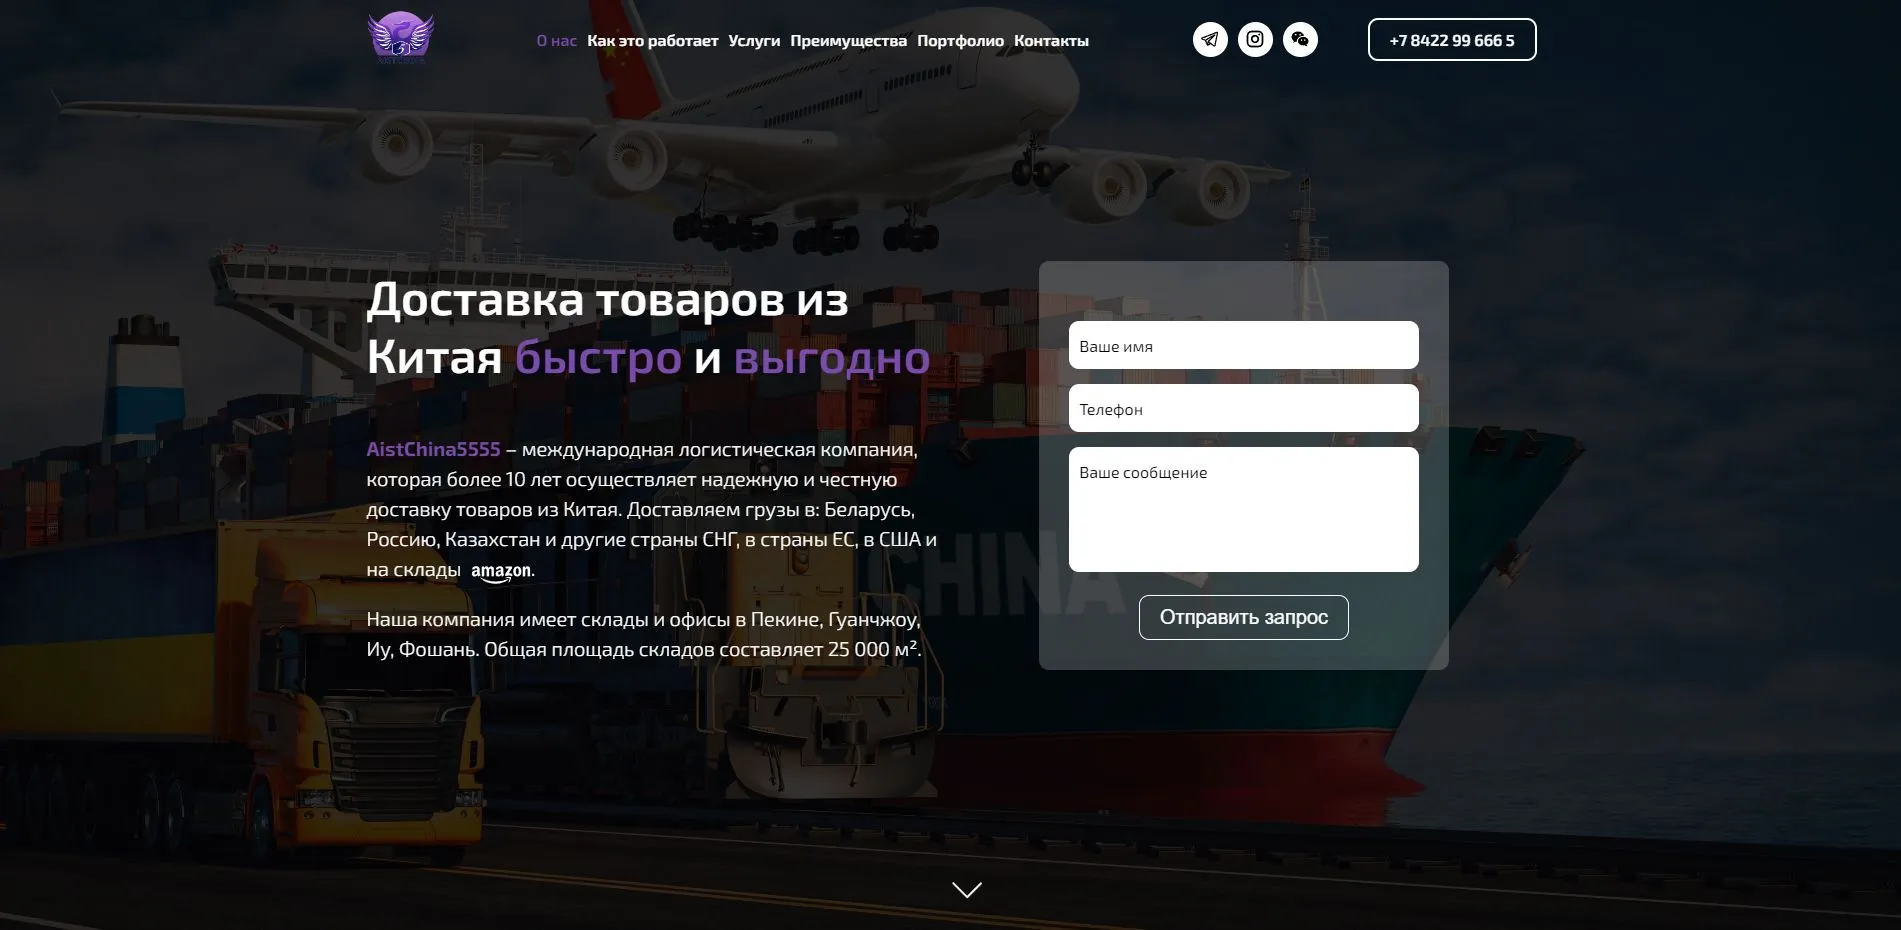 О нас Как это работает Услуги Преимущества Портфолио Контакты
+7 8422 99 666 5
Доставка товаров из
Китая быстро и выгодно
AistChina5555 – международная логистическая компания,
которая более 10 лет осуществляет надежную и честную
доставку товаров из Китая. Доставляем грузы в: Беларусь,
Россию, Казахстан и другие страны СНГ, в страны ЕС, в США и
на склады amazon.
Наша компания имеет склады и офисы в Пекине, Гуанчжоу,
Иу, Фошань. Общая площадь складов составляет 25 000 м².
CHINA
Ваше имя
Телефон
Ваше сообщение
Отправить запрос